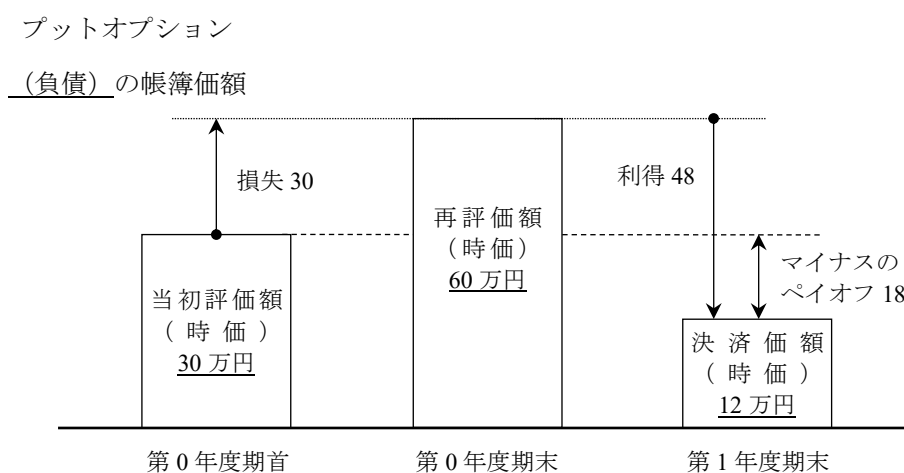 プットオプション
（負債）の帳簿価額
損失 30
利得 48
再評価額
（時価）
60 万円
マイナスの
ペイオフ 18
当初評価額
（時価）
30 万円
決済価額
（時価）
12 万円
第 0 年度期首
第 0 年度期末
第 1 年度期末